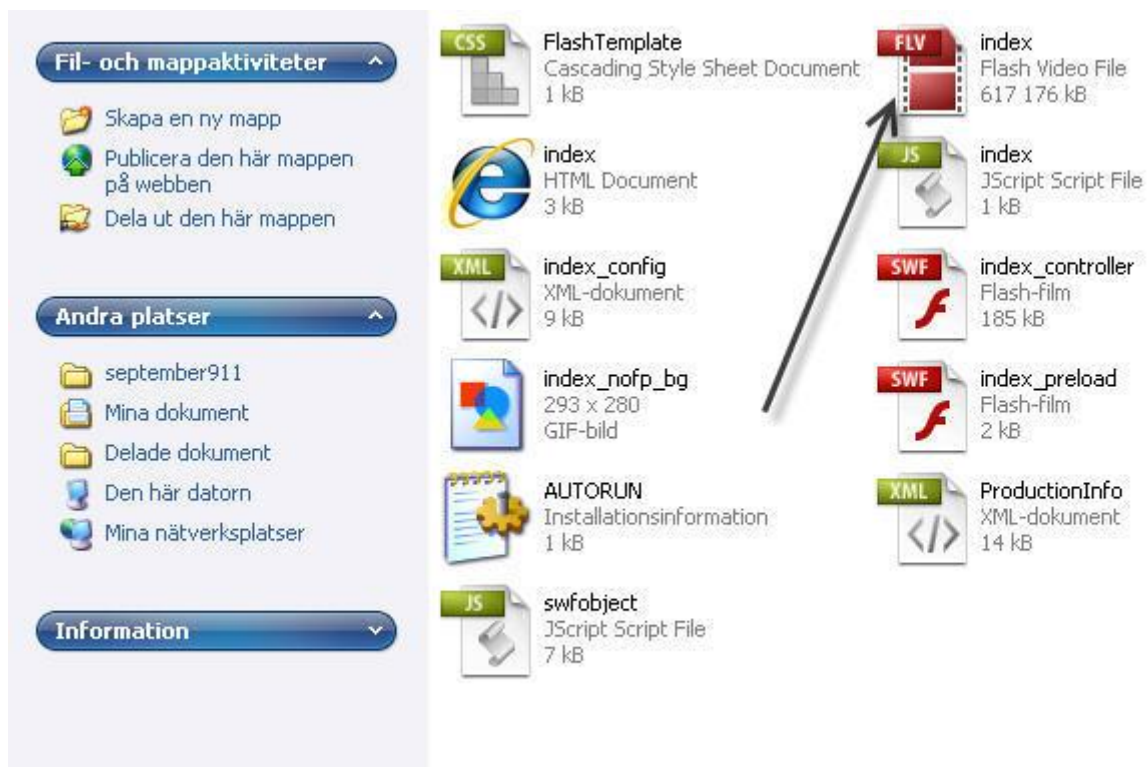 Fil- och mappaktiviteter
Skapa en ny mapp
Publicera den här mappen
på webben
Dela ut den här mappen
Andra platser
september911
Mina dokument
Delade dokument
Den här datorn
Mina nätverksplatser
Information
CSS
FlashTemplate
Cascading Style Sheet Document
1 kB
FLV
index
Flash Video File
617 176 kB
index
HTML Document
3 kB
JS
index
JScript Script File
1 kB
XML
index_config
XML-dokument
9 kB
SWF
index_controller
Flash-film
185 kB
index_nofp_bg
293 x 280
GIF-bild
SWF
index_preload
Flash-film
2 kB
AUTORUN
Installationsinformation
1 kB
XML
ProductionInfo
XML-dokument
14 kB
JS
swfobject
JScript Script File
7 kB